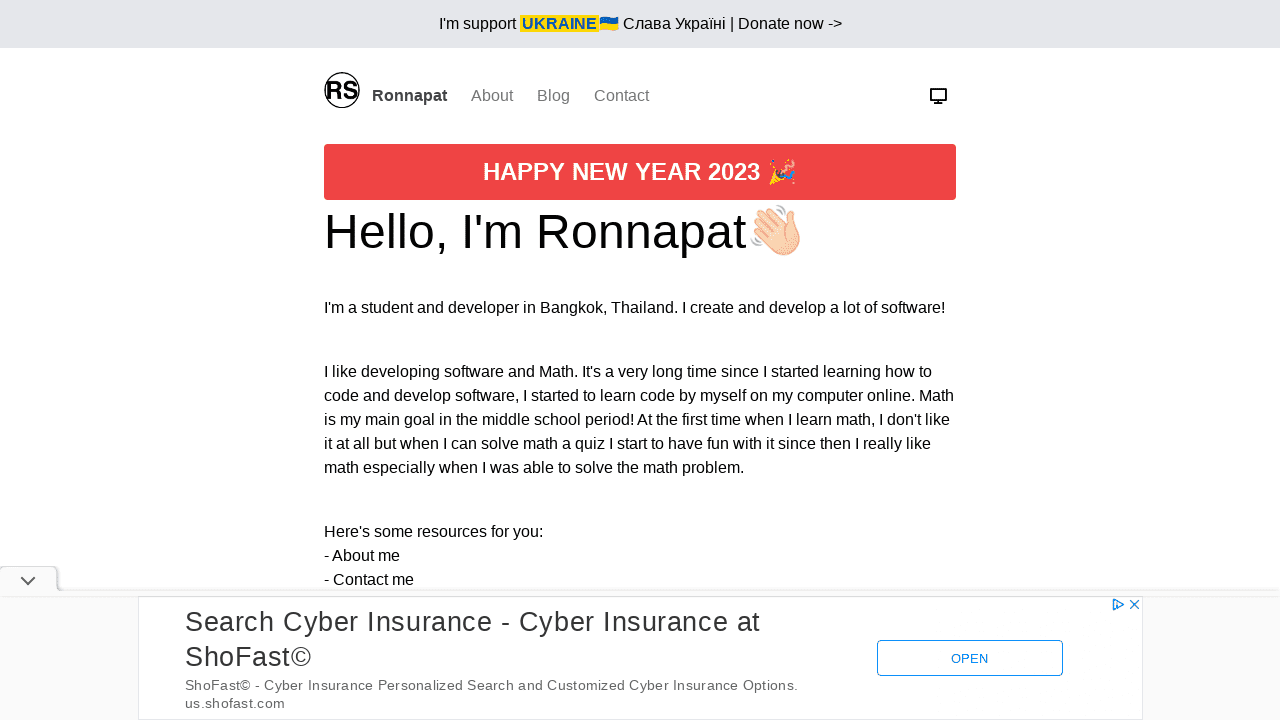 I'm support UKRAINE🇺🇦 Слава Україні | Donate now ->
RS Ronnapat About Blog Contact
HAPPY NEW YEAR 2023 🎉
Hello, I'm Ronnapat👋🏻
I'm a student and developer in Bangkok, Thailand. I create and develop a lot of software!
I like developing software and Math. It's a very long time since I started learning how to
code and develop software, I started to learn code by myself on my computer online. Math
is my main goal in the middle school period! At the first time when I learn math, I don't like
it at all but when I can solve math a quiz I start to have fun with it since then I really like
math especially when I was able to solve the math problem.
Here's some resources for you:
- About me
- Contact me
Search Cyber Insurance - Cyber Insurance at
ShoFast©
ShoFast© - Cyber Insurance Personalized Search and Customized Cyber Insurance Options.
us.shofast.com
OPEN